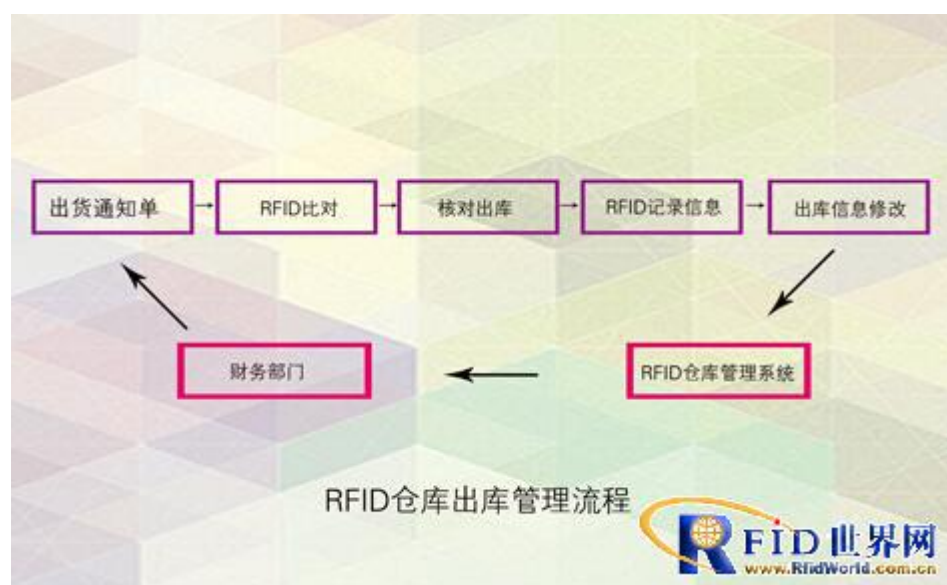 出货通知单
RFID比对
核对出库
RFID记录信息
出库信息修改
财务部门
RFID仓库管理系统
RFID仓库出库管理流程
RFID世界网
www.RfidWorld.com.cn